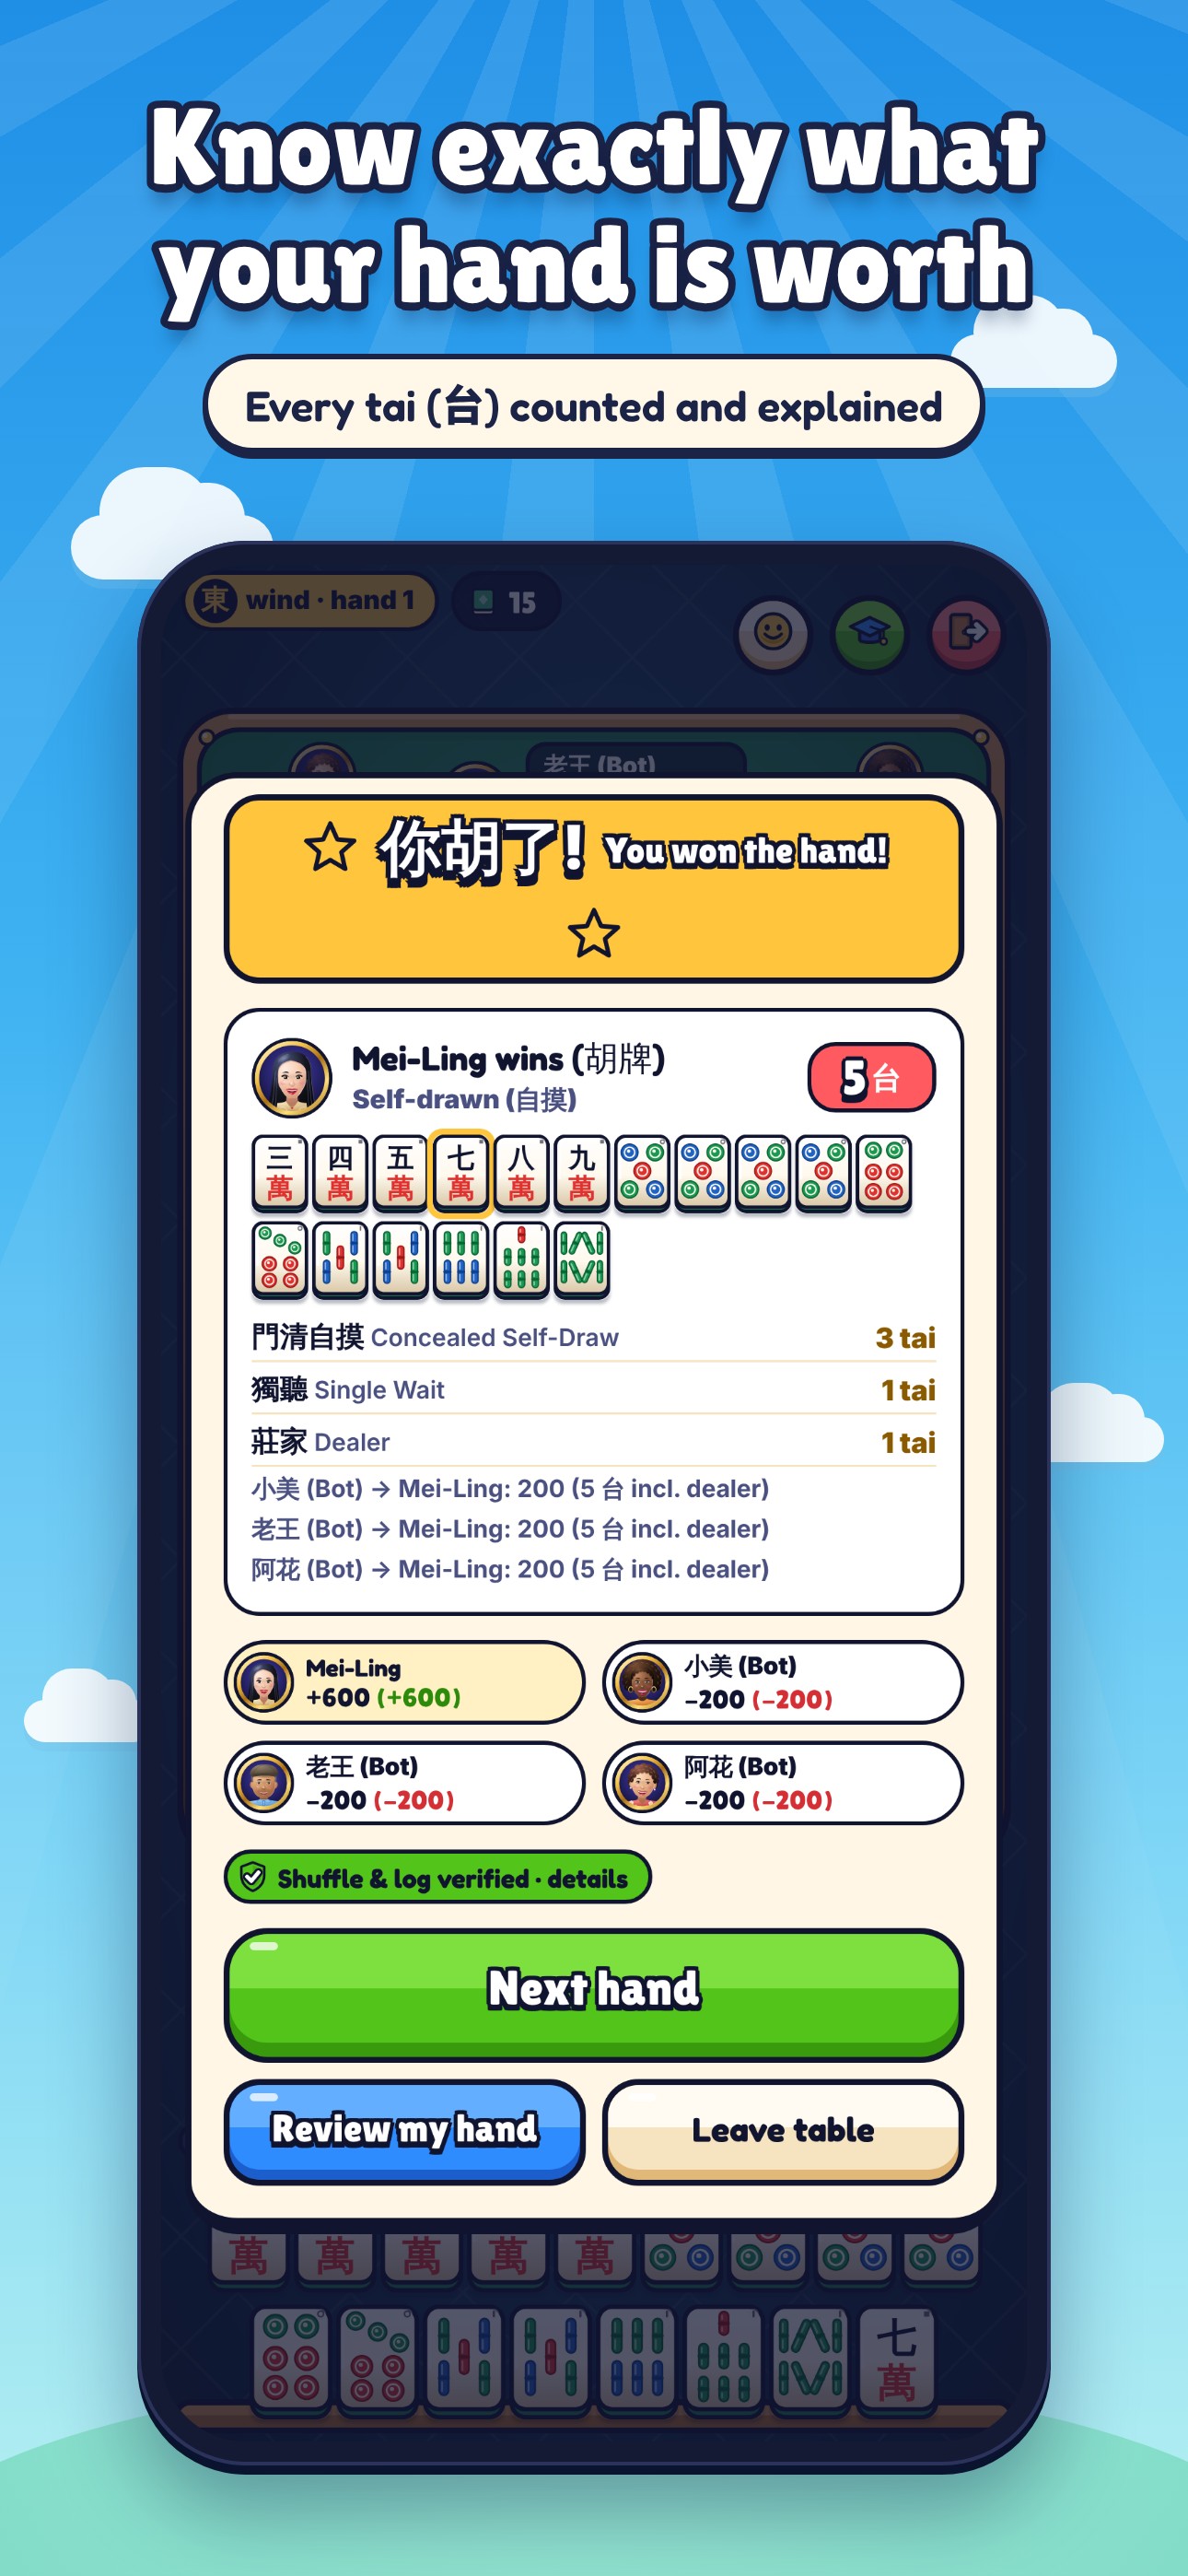 Know exactly what
your hand is worth
Every tai (台) counted and explained
東 wind · hand 1
15
老王 (Bot)
你胡了! You won the hand!
Mei-Ling wins (胡牌)
5台
Self-drawn (自摸)
三 四 五 七 八 九
萬 萬 萬 萬 萬 萬
門清自摸 Concealed Self-Draw 3 tai
獨聽 Single Wait 1 tai
莊家 Dealer 1 tai
小美 (Bot) → Mei-Ling: 200 (5 台 incl. dealer)
老王 (Bot) → Mei-Ling: 200 (5 台 incl. dealer)
阿花 (Bot) → Mei-Ling: 200 (5 台 incl. dealer)
Mei-Ling
+600 (+600)
小美 (Bot)
−200 (−200)
老王 (Bot)
−200 (−200)
阿花 (Bot)
−200 (−200)
Shuffle & log verified · details
Next hand
Review my hand
Leave table
萬 萬 萬 萬 萬
七
萬